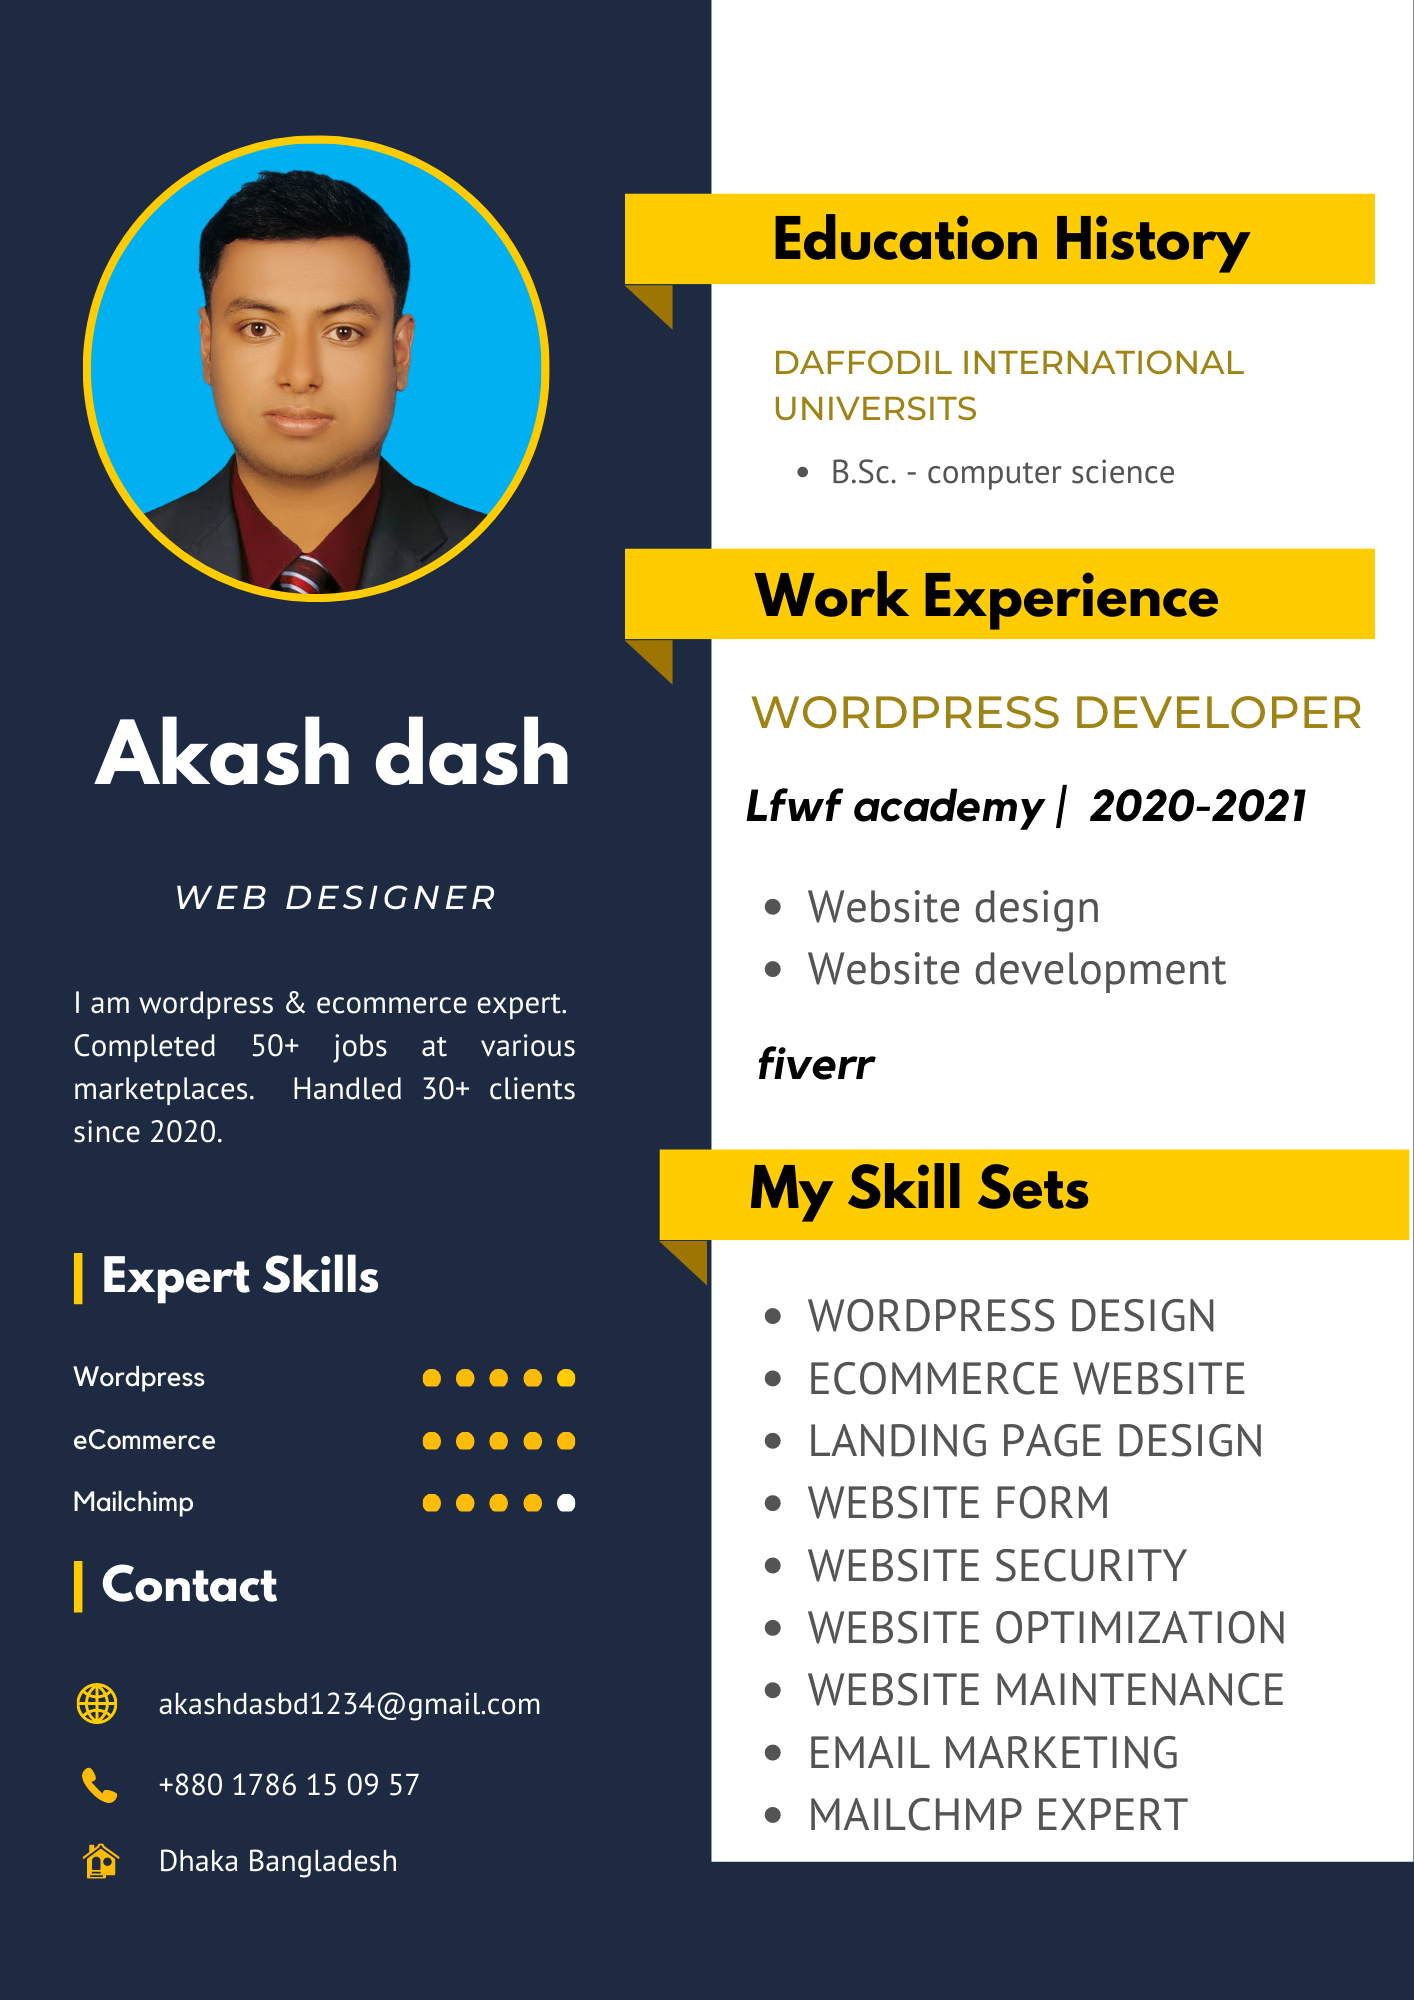 Akash dash
WEB DESIGNER
I am wordpress & ecommerce expert.
Completed 50+ jobs at various
marketplaces. Handled 30+ clients
since 2020.
Expert Skills
Wordpress
eCommerce
Mailchimp
Contact
akashdasbd1234@gmail.com
+880 1786 15 09 57
Dhaka Bangladesh
Education History
DAFFODIL INTERNATIONAL
UNIVERSITS
• B.Sc. - computer science
Work Experience
WORDPRESS DEVELOPER
Lfwf academy | 2020-2021
• Website design
• Website development
fiverr
My Skill Sets
• WORDPRESS DESIGN
• ECOMMERCE WEBSITE
• LANDING PAGE DESIGN
• WEBSITE FORM
• WEBSITE SECURITY
• WEBSITE OPTIMIZATION
• WEBSITE MAINTENANCE
• EMAIL MARKETING
• MAILCHMP EXPERT